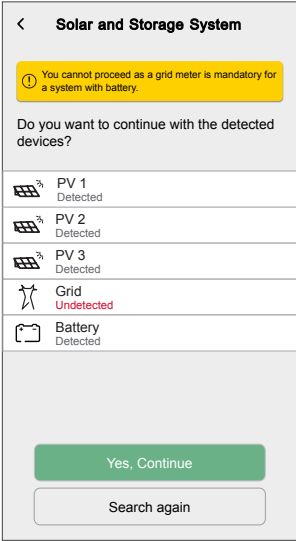 Solar and Storage System
You cannot proceed as a grid meter is mandatory for
a system with battery.
Do you want to continue with the detected
devices?
PV 1
Detected
PV 2
Detected
PV 3
Detected
Grid
Undetected
Battery
Detected
Yes, Continue
Search again